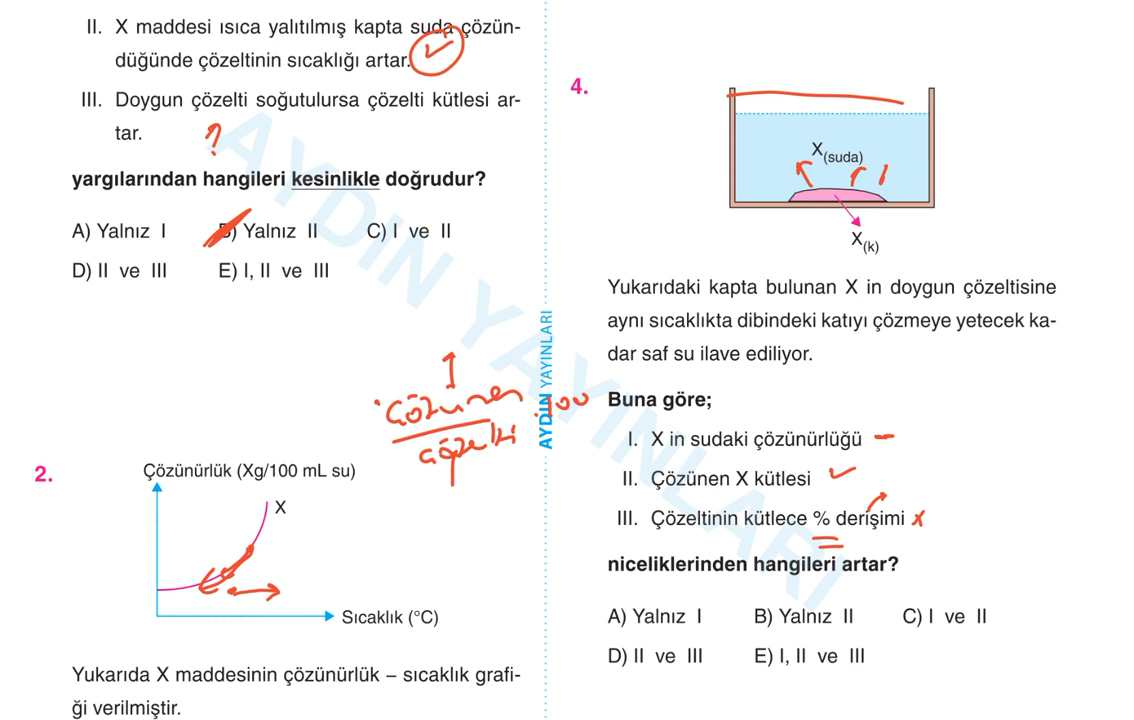 II. X maddesi ısıca yalıtılmış kapta suda çözün-
düğünde çözeltinin sıcaklığı artar.
III. Doygun çözelti soğutulursa çözelti kütlesi ar-
tar.
?
yargılarından hangileri kesinlikle doğrudur?
A) Yalnız I B) Yalnız II C) I ve II
D) II ve III E) I, II ve III
çözünen
çözelti
.100
2.
Çözünürlük (Xg/100 mL su)
X
Sıcaklık (°C)
Yukarıda X maddesinin çözünürlük – sıcaklık grafi-
ği verilmiştir.
AYDIN YAYINLARI
AYDIN YAYINLARI
4.
X(suda)
X(k)
Yukarıdaki kapta bulunan X in doygun çözeltisine
aynı sıcaklıkta dibindeki katıyı çözmeye yetecek ka-
dar saf su ilave ediliyor.
Buna göre;
I. X in sudaki çözünürlüğü –
II. Çözünen X kütlesi ✓
III. Çözeltinin kütlece % derişimi x
niceliklerinden hangileri artar?
A) Yalnız I B) Yalnız II C) I ve II
D) II ve III E) I, II ve III